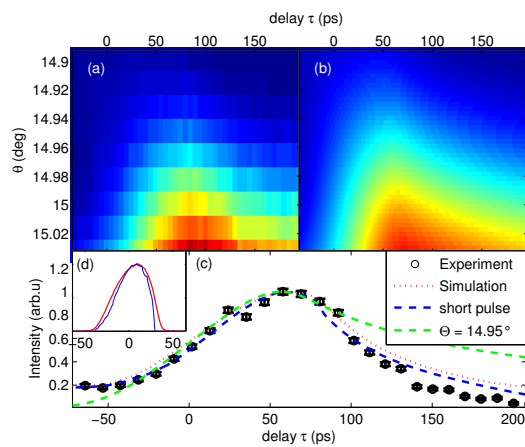 delay τ (ps)
0 50 100 150
0 50 100 150
(a)
(b)
θ (deg)
14.9
14.92
14.94
14.96
14.98
15
15.02
(d)
(c)
−50 0 50
Intensity (arb.u)
1.2
1
0.8
0.6
0.4
0.2
Experiment
Simulation
short pulse
Θ = 14.95°
−50 0 50 100 150 200
delay τ (ps)